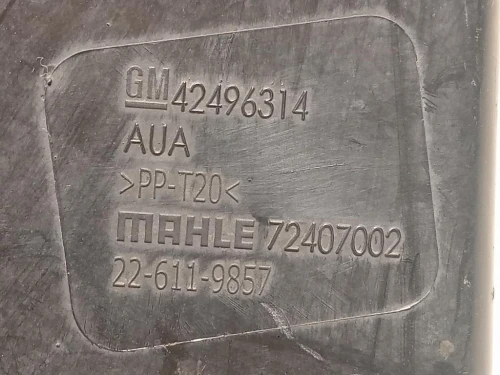 GM 42496314
AUA
>PP-T20<
MAHLE 72407002
22-611-9857